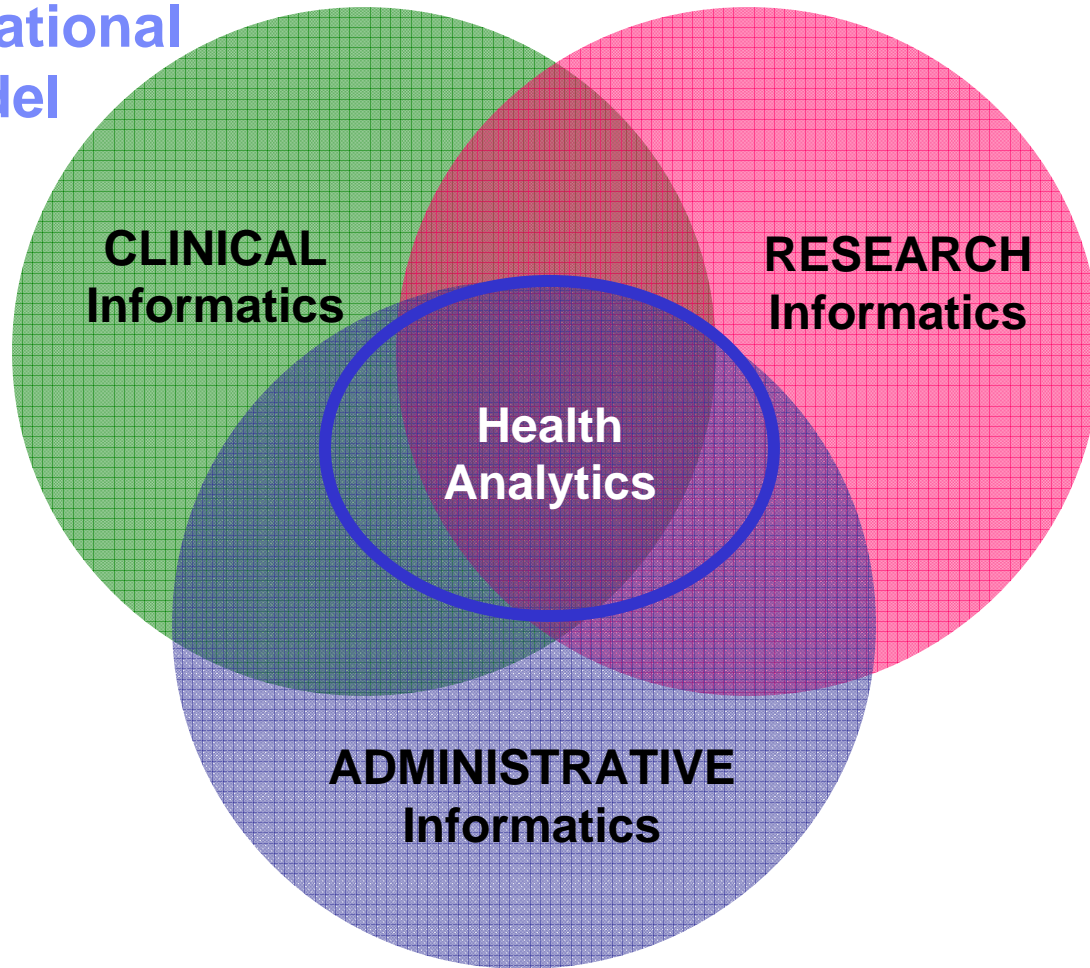 ational
del
CLINICAL
Informatics
RESEARCH
Informatics
Health
Analytics
ADMINISTRATIVE
Informatics